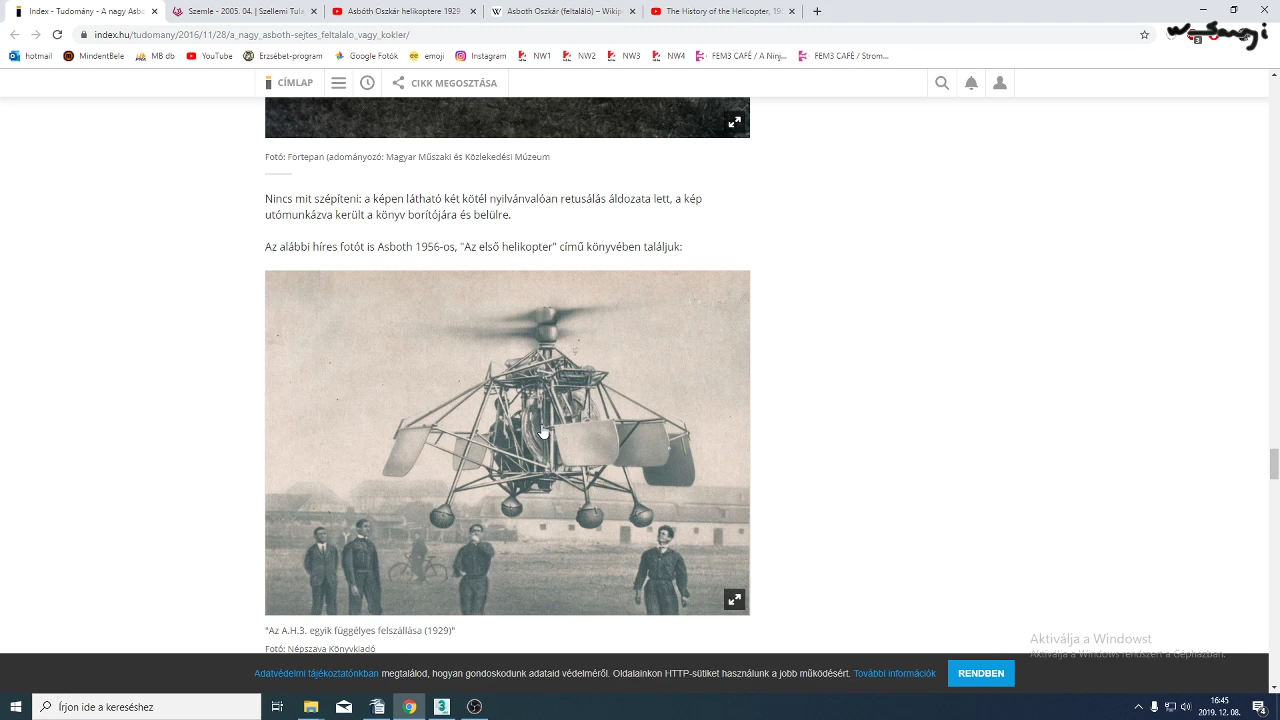 Index - Tudomány - A nagy Asb
Szemle - 2005. 04.
Asboth helikoptere 1929
Asboth Oszkár (feltaláló) – Wikip
The History of the Helicopter, 19
index.hu/tudomany/2016/11/28/a_nagy_asboth-sejtes_feltalalo_vagy_kokler/
hotmail
MindentBele
MB db
YouTube
Érzésbenprogram
Google Fotók
emoji
Instagram
NW1
NW2
NW3
NW4
FEM3 CAFÉ / A Ninj...
FEM3 CAFÉ / Strom...
CÍMLAP
CIKK MEGOSZTÁSA
Fotó: Fortepan (adományozó: Magyar Műszaki és Közlekedési Múzeum
Nincs mit szépíteni: a képen látható két kötél nyilvánvalóan retusálás áldozata lett, a kép
utómunkázva került a könyv borítójára és belülre.
Az alábbi híres fotót is Asboth 1956-os, "Az első helikopter" című könyvében találjuk:
"Az A.H.3. egyik függélyes felszállása (1929)"
Fotó: Népszava Könyvkiadó
Aktiválja a Windowst
Aktiválja a Windows rendszert a Gépházban.
Adatvédelmi tájékoztatónkban megtalálod, hogyan gondoskodunk adataid védelméről. Oldalainkon HTTP-sütiket használunk a jobb működésért. További információk
RENDBEN
Írjon ide a kereséshez
16:45
2019. 12. 08.